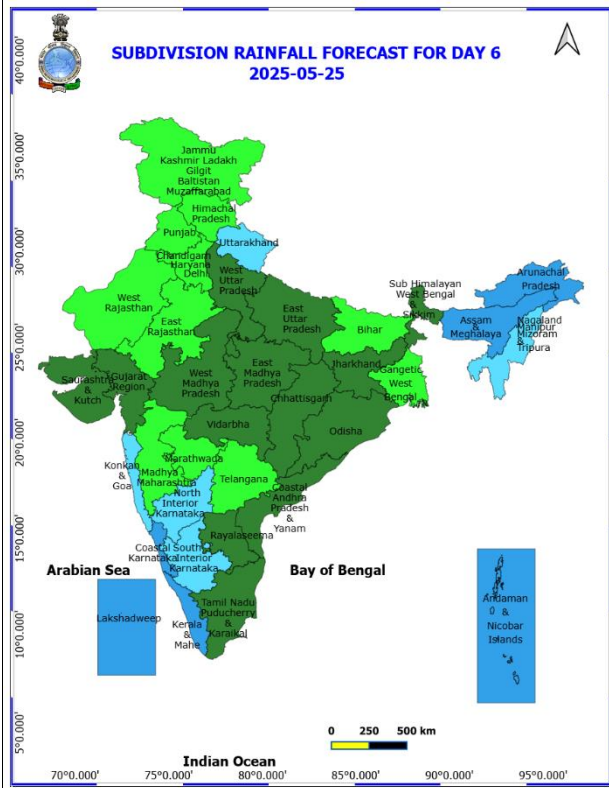 SUBDIVISION RAINFALL FORECAST FOR DAY 6
2025-05-25
40°0.000'
35°0.000'
30°0.000'
25°0.000'
20°0.000'
15°0.000'
10°0.000'
5°0.000'
Jammu
Kashmir Ladakh
Gilgit
Baltistan
Muzaffarabad
Himachal
Pradesh
Punjab
Uttarakhand
Chandigarh
Haryana
Delhi
West
Uttar
Pradesh
West
Rajasthan
East
Rajasthan
East
Uttar
Pradesh
Bihar
Sub Himalayan
West Bengal
&
Sikkim
Arunachal
Pradesh
Assam
&
Meghalaya
Nagaland
Manipur
Mizoram
&
Tripura
Saurashtra
&
Kutch
Gujarat
Region
West
Madhya
Pradesh
East
Madhya
Pradesh
Jharkhand
Gangetic
West
Bengal
Chhattisgarh
Vidarbha
Odisha
Konkan
&
Goa
Madhya
Maharashtra
Marathwada
Telangana
North
Interior
Karnataka
Coastal
Andhra
Pradesh
&
Yanam
Rayalaseema
Coastal
Karnataka
South
Interior
Karnataka
Arabian Sea
Bay of Bengal
Lakshadweep
Kerala
&
Mahe
Tamil Nadu
Puducherry
&
Karaikal
Andaman
&
Nicobar
Islands
0 250 500 km
Indian Ocean
70°0.000' 75°0.000' 80°0.000' 85°0.000' 90°0.000' 95°0.000'